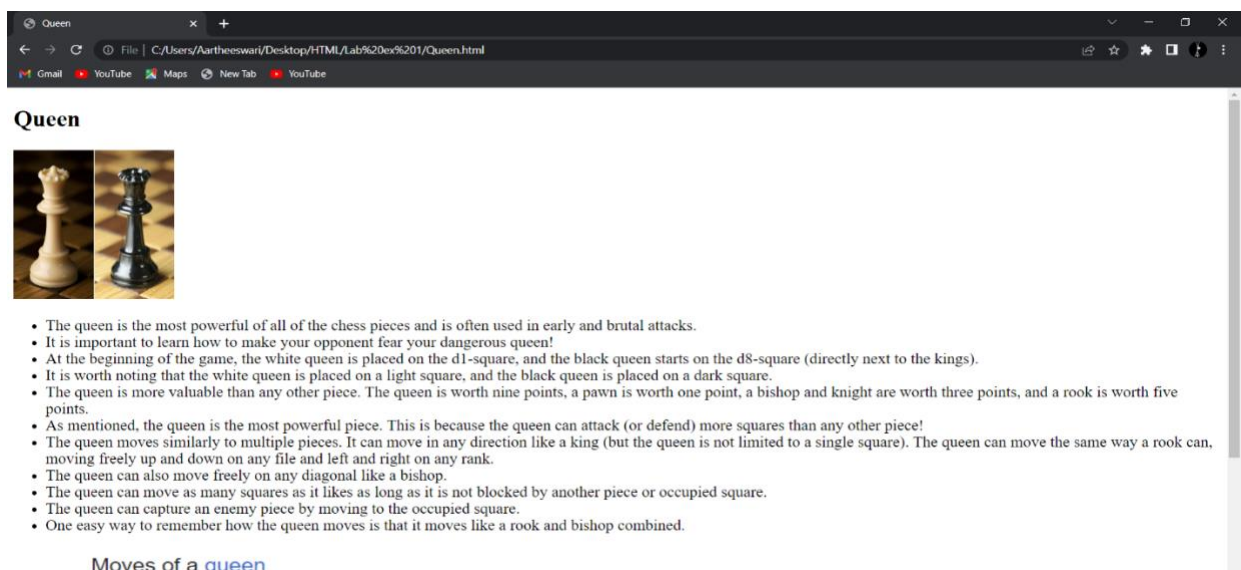 Queen
File | C:/Users/Aartheeswari/Desktop/HTML/Lab%20ex%201/Queen.html
Gmail YouTube Maps New Tab YouTube
Queen
• The queen is the most powerful of all of the chess pieces and is often used in early and brutal attacks.
• It is important to learn how to make your opponent fear your dangerous queen!
• At the beginning of the game, the white queen is placed on the d1-square, and the black queen starts on the d8-square (directly next to the kings).
• It is worth noting that the white queen is placed on a light square, and the black queen is placed on a dark square.
• The queen is more valuable than any other piece. The queen is worth nine points, a pawn is worth one point, a bishop and knight are worth three points, and a rook is worth five
points.
• As mentioned, the queen is the most powerful piece. This is because the queen can attack (or defend) more squares than any other piece!
• The queen moves similarly to multiple pieces. It can move in any direction like a king (but the queen is not limited to a single square). The queen can move the same way a rook can,
moving freely up and down on any file and left and right on any rank.
• The queen can also move freely on any diagonal like a bishop.
• The queen can move as many squares as it likes as long as it is not blocked by another piece or occupied square.
• The queen can capture an enemy piece by moving to the occupied square.
• One easy way to remember how the queen moves is that it moves like a rook and bishop combined.
Moves of a queen